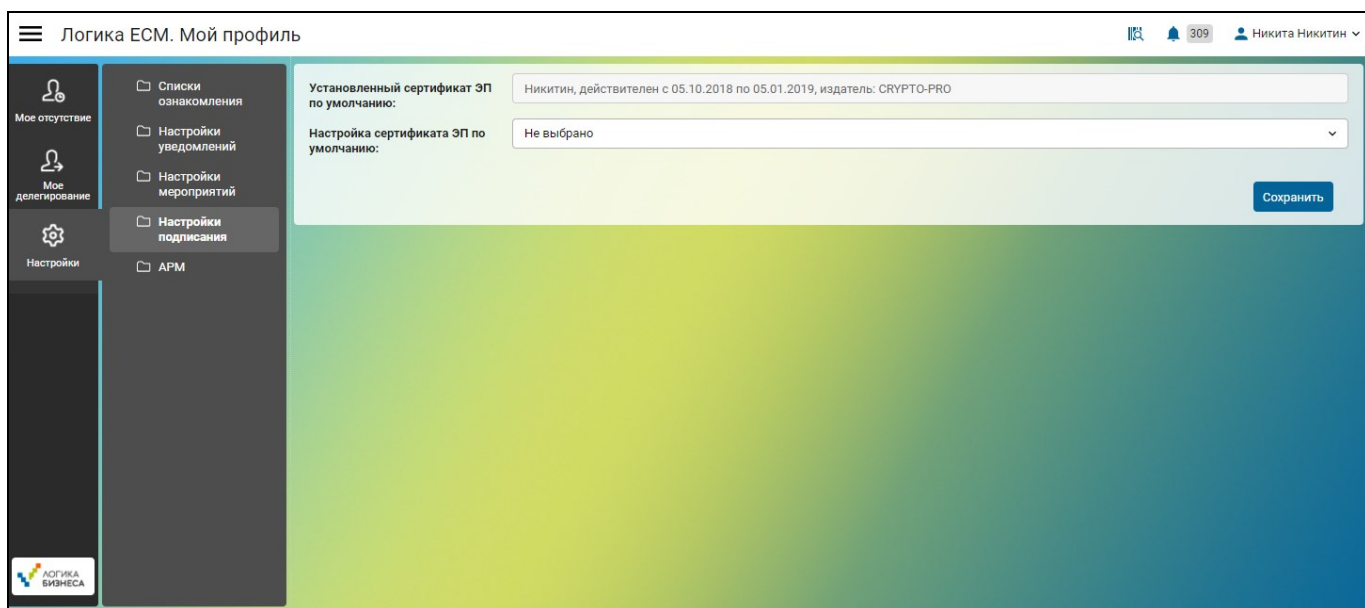 Логика ECM. Мой профиль
309
Никита Никитин
Мое отсутствие
Мое
делегирование
Настройки
Списки
ознакомления
Настройки
уведомлений
Настройки
мероприятий
Настройки
подписания
АРМ
Установленный сертификат ЭП
по умолчанию:
Никитин, действителен с 05.10.2018 по 05.01.2019, издатель: CRYPTO-PRO
Настройка сертификата ЭП по
умолчанию:
Не выбрано
Сохранить
ЛОГИКА
БИЗНЕСА